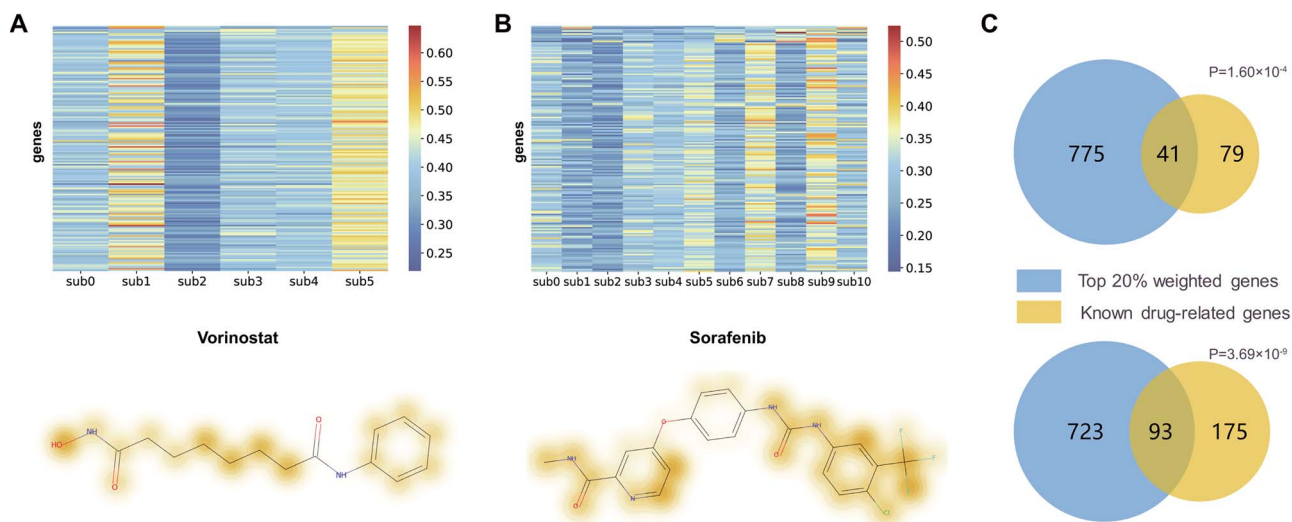 A
genes
0.60
0.55
0.50
0.45
0.40
0.35
0.30
0.25
sub0 sub1 sub2 sub3 sub4 sub5
Vorinostat
HO
NH
O
O
NH
B
genes
0.50
0.45
0.40
0.35
0.30
0.25
0.20
0.15
sub0 sub1 sub2 sub3 sub4 sub5 sub6 sub7 sub8 sub9 sub10
Sorafenib
NH
O
N
O
NH
O
NH
F
F
F
Cl
C
P=1.60×10-4
775 41 79
Top 20% weighted genes
Known drug-related genes
P=3.69×10-9
723 93 175